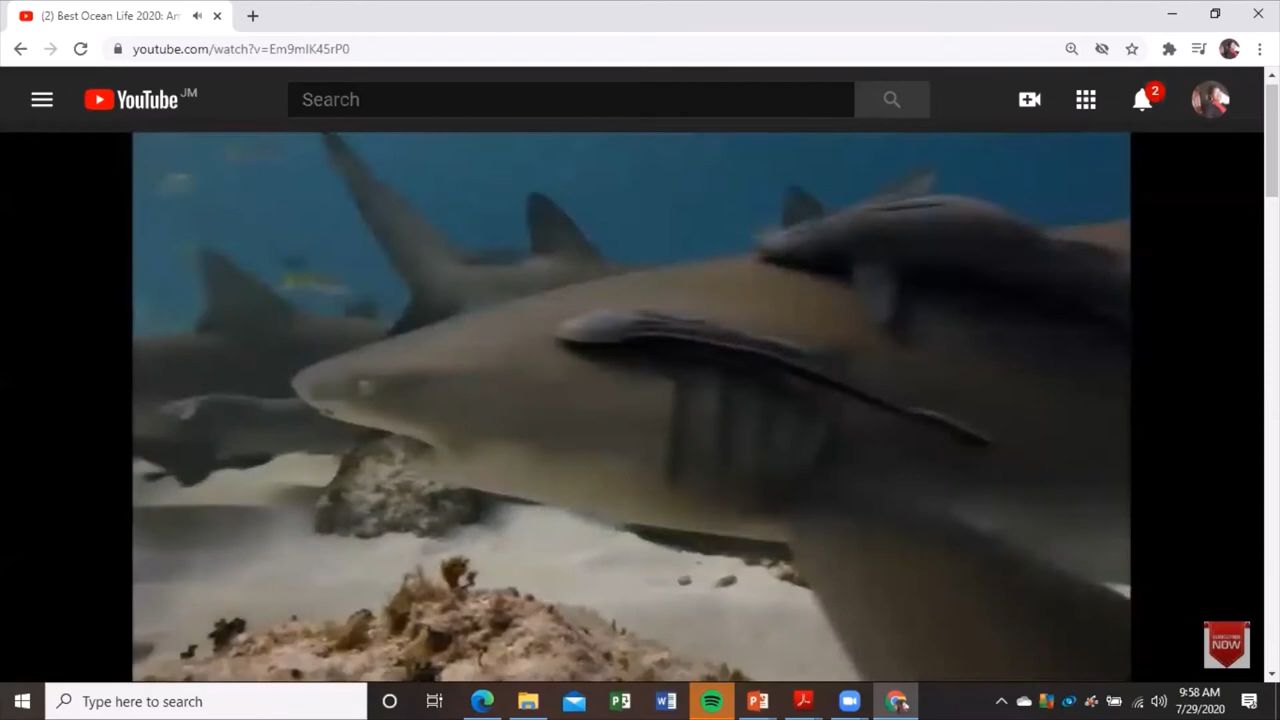 (2) Best Ocean Life 2020: An
youtube.com/watch?v=Em9mIK45rP0
YouTube JM
Search
2
SUBSCRIBE
NOW
Type here to search
9:58 AM
7/29/2020